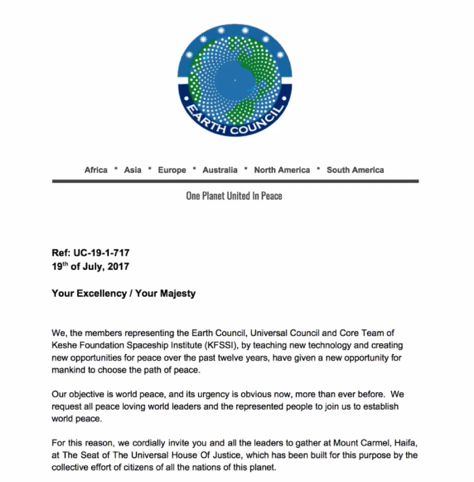 EARTH COUNCIL
Africa * Asia * Europe * Australia * North America * South America
One Planet United In Peace
Ref: UC-19-1-717
19th of July, 2017
Your Excellency / Your Majesty
We, the members representing the Earth Council, Universal Council and Core Team of
Keshe Foundation Spaceship Institute (KFSSI), by teaching new technology and creating
new opportunities for peace over the past twelve years, have given a new opportunity for
mankind to choose the path of peace.
Our objective is world peace, and its urgency is obvious now, more than ever before. We
request all peace loving world leaders and the represented people to join us to establish
world peace.
For this reason, we cordially invite you and all the leaders to gather at Mount Carmel, Haifa,
at The Seat of The Universal House Of Justice, which has been built for this purpose by the
collective effort of citizens of all the nations of this planet.